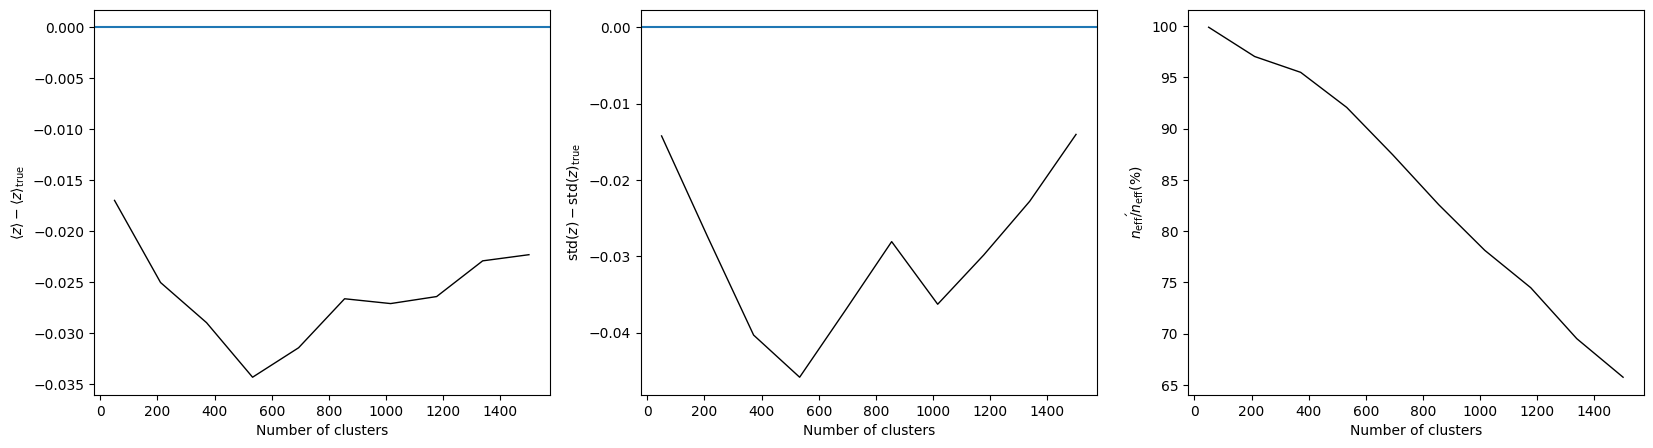 0.000
−0.005
−0.010
−0.015
−0.020
−0.025
−0.030
−0.035
⟨z⟩ − ⟨z⟩true
0 200 400 600 800 1000 1200 1400
Number of clusters
0.00
−0.01
−0.02
−0.03
−0.04
std(z) − std(z)true
0 200 400 600 800 1000 1200 1400
Number of clusters
100
95
90
85
80
75
70
65
n′eff/neff(%)
0 200 400 600 800 1000 1200 1400
Number of clusters